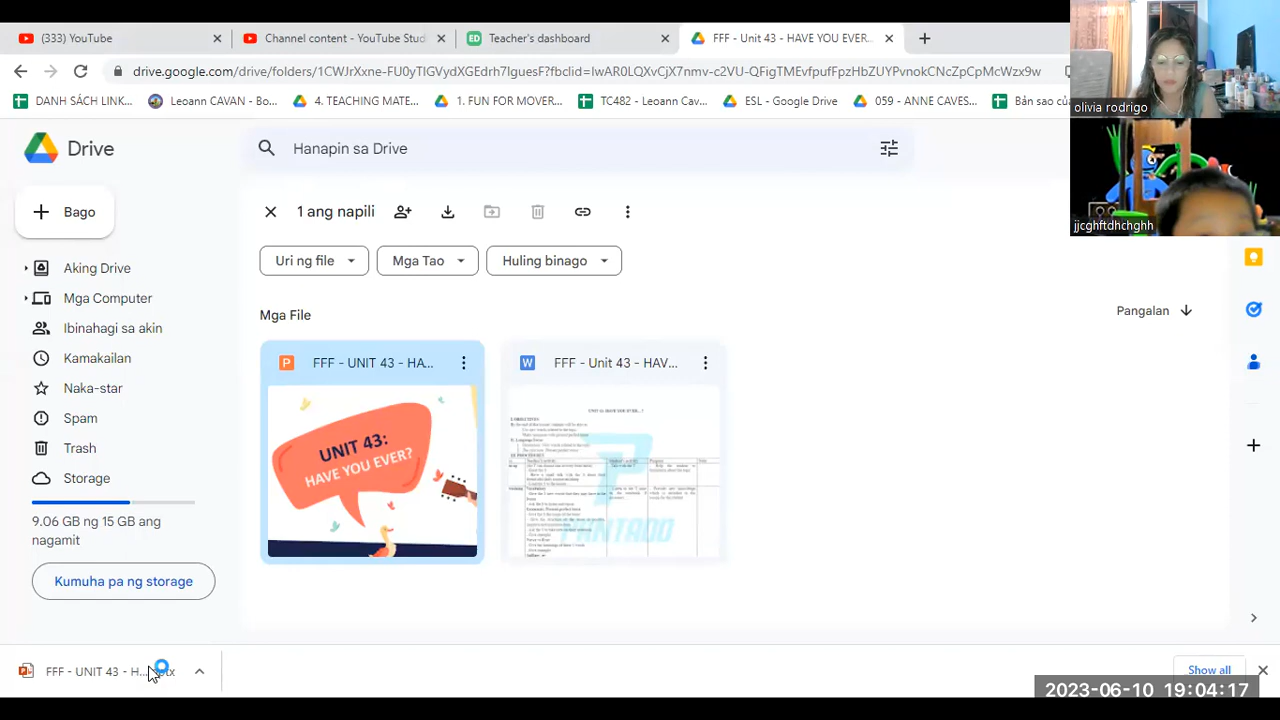 (333) YouTube
Channel content - YouTube Stud
Teacher's dashboard
FFF - Unit 43 - HAVE YOU EVER...
drive.google.com/drive/folders/1CWJrXxne-FU0yTIGVydXGEBrh7lguesF?fbclid=IwAR0LQXvCjX7nmv-c2VU-QFigTMEvfpufFpzHbZUYPvnokCNcZpCpMcWzx9w
DANH SÁCH LINK...
Leoann CAVAN - Bo...
4. TEACHING MATE...
1. FUN FOR MOVER...
TC482 - Leoann Cav...
ESL - Google Drive
059 - ANNE CAVES...
Bản sao củ
olivia rodrigo
jjcghftdhchghh
Drive
Hanapin sa Drive
Bago
1 ang napili
Aking Drive
Mga Computer
Ibinahagi sa akin
Kamakailan
Naka-star
Spam
Trash
Storage
9.06 GB ng 15 GB ang
nagamit
Kumuha pa ng storage
Uri ng file
Mga Tao
Huling binago
Mga File
Pangalan
FFF - UNIT 43 - HA...
FFF - Unit 43 - HAV...
UNIT 43:
HAVE YOU EVER?
PANTADO
FFF - UNIT 43 - H....pptx
Show all
2023-06-10 19:04:17